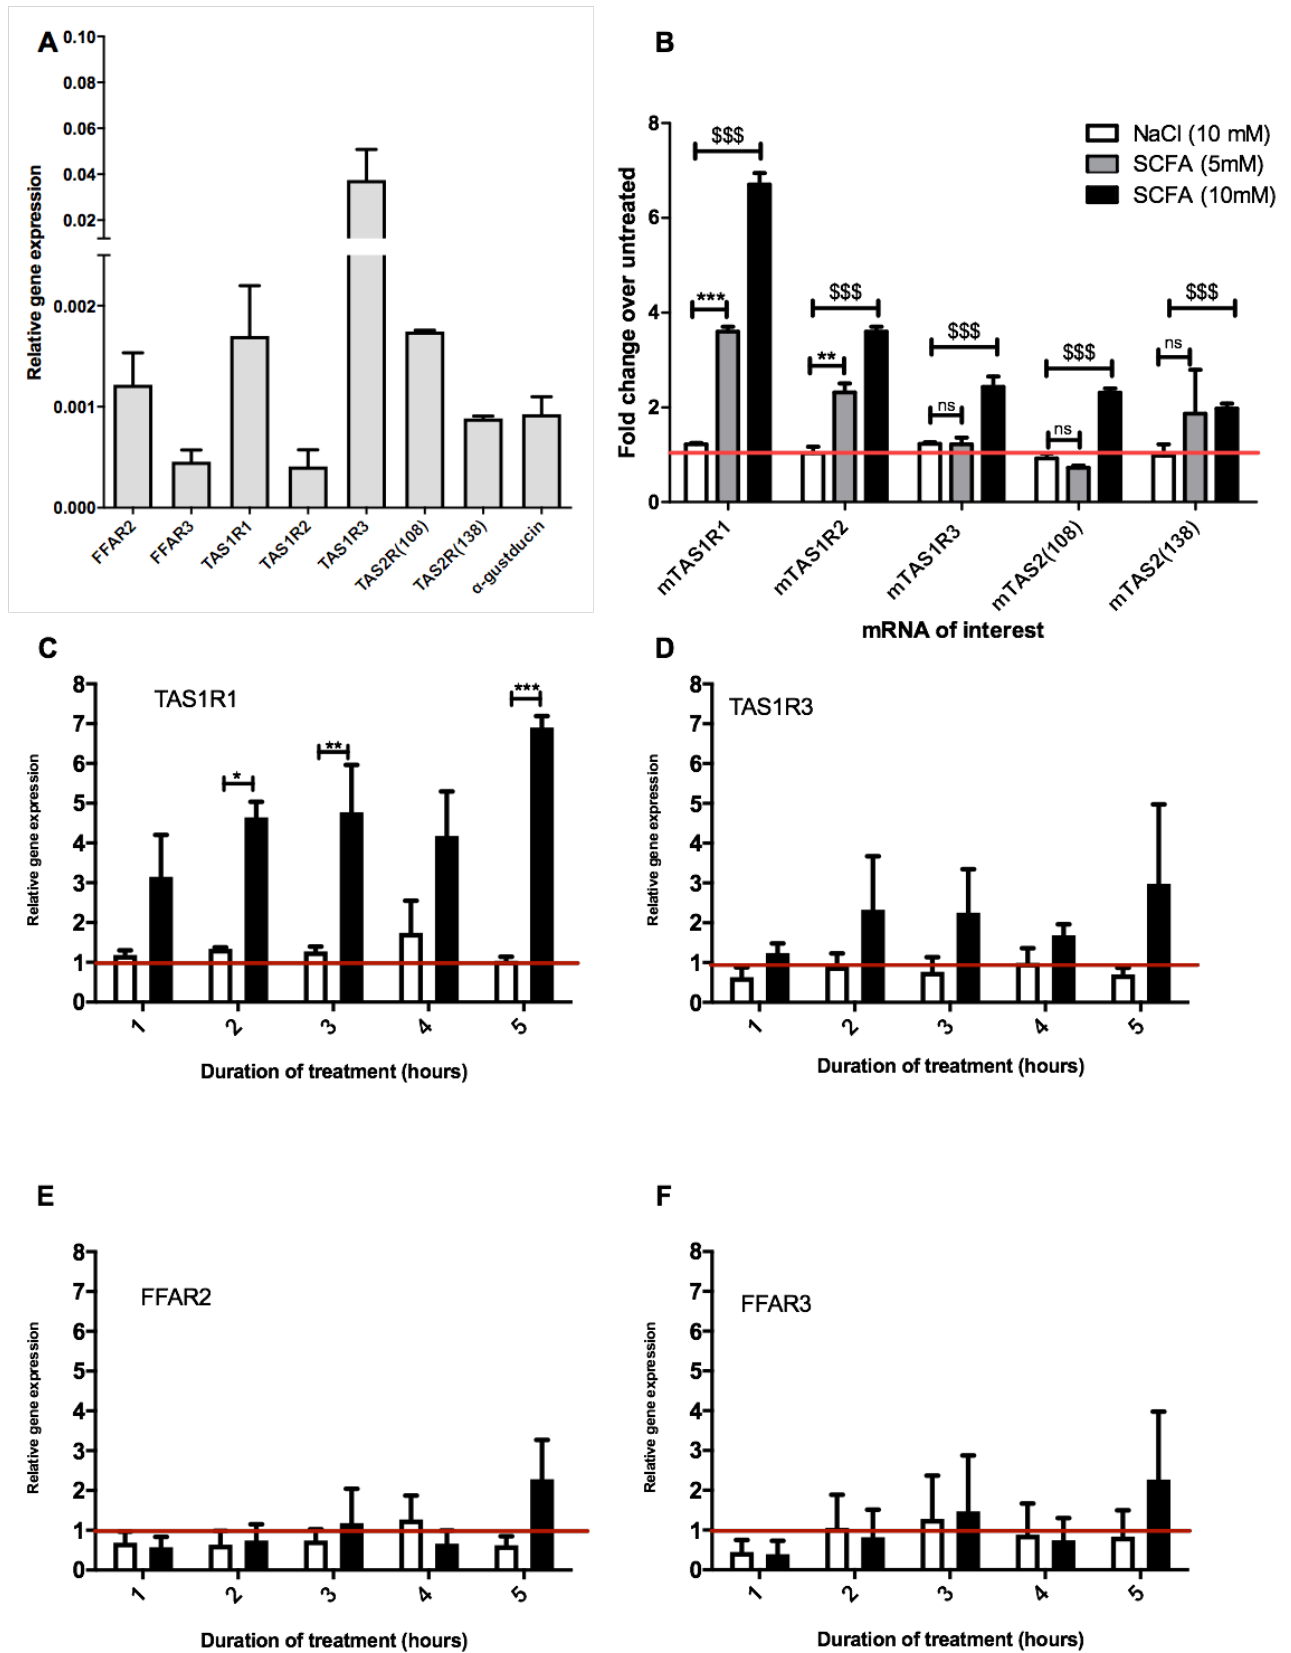 A
0.10
0.08
0.06
0.04
0.02
0.002
0.001
0.000
Relative gene expression
FFAR2
FFAR3
TAS1R1
TAS1R2
TAS1R3
TAS2R(108)
TAS2R(138)
α-gustducin
B
NaCl (10 mM)
SCFA (5mM)
SCFA (10mM)
8
6
4
2
0
Fold change over untreated
$$$
***
$$$
**
$$$
ns
$$$
ns
$$$
ns
mTAS1R1
mTAS1R2
mTAS1R3
mTAS2(108)
mTAS2(138)
mRNA of interest
C
TAS1R1
8
7
6
5
4
3
2
1
0
Relative gene expression
*
**
***
1
2
3
4
5
Duration of treatment (hours)
D
TAS1R3
8
7
6
5
4
3
2
1
0
Relative gene expression
1
2
3
4
5
Duration of treatment (hours)
E
FFAR2
8
7
6
5
4
3
2
1
0
Relative gene expression
1
2
3
4
5
Duration of treatment (hours)
F
FFAR3
8
7
6
5
4
3
2
1
0
Relative gene expression
1
2
3
4
5
Duration of treatment (hours)